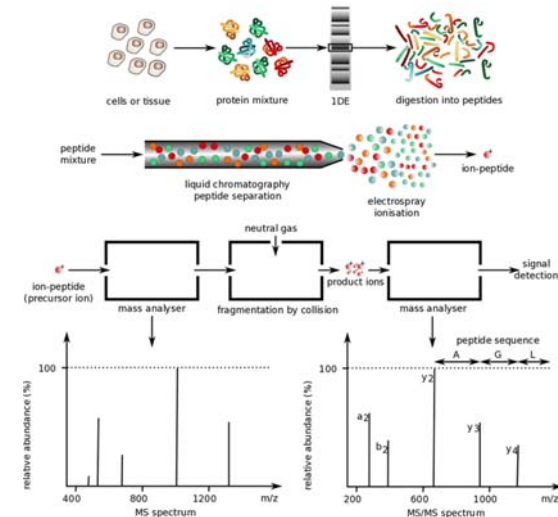 cells or tissue
protein mixture
1DE
digestion into peptides
peptide
mixture
liquid chromatography
peptide separation
electrospray
ionisation
e+
ion-peptide
neutral gas
e+
ion-peptide
(precursor ion)
mass analyser
fragmentation by collision
product ions
mass analyser
signal
detection
relative abundance (%)
100
400
800
1200
m/z
MS spectrum
peptide sequence
A
G
L
relative abundance (%)
100
a2
b2
y2
y3
y4
200
600
1000
m/z
MS/MS spectrum